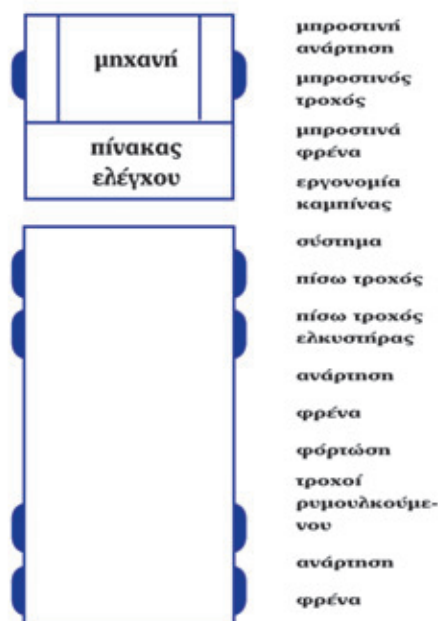 μηχανή
πίνακας
ελέγχου
μπροστινή
ανάρτηση
μπροστινός
τροχός
μπροστινά
φρένα
εργονομία
καμπίνας
σύστημα
πίσω τροχός
πίσω τροχός
ελκυστήρας
ανάρτηση
φρένα
φόρτώση
τροχοί
ρυμουλκούμε-
νου
ανάρτηση
φρένα